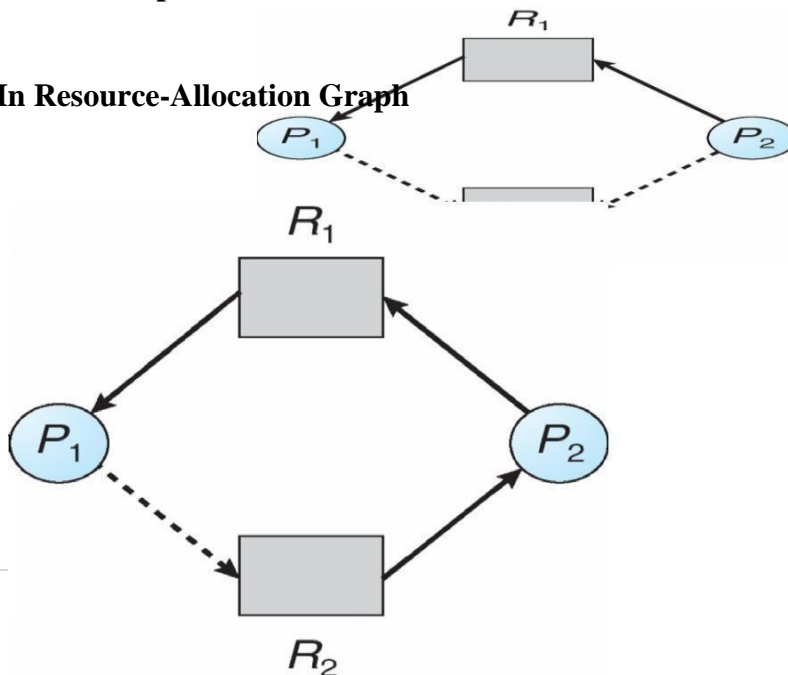 R₁
In Resource-Allocation Graph
P₁ P₂
R₁
P₁ P₂
R₂